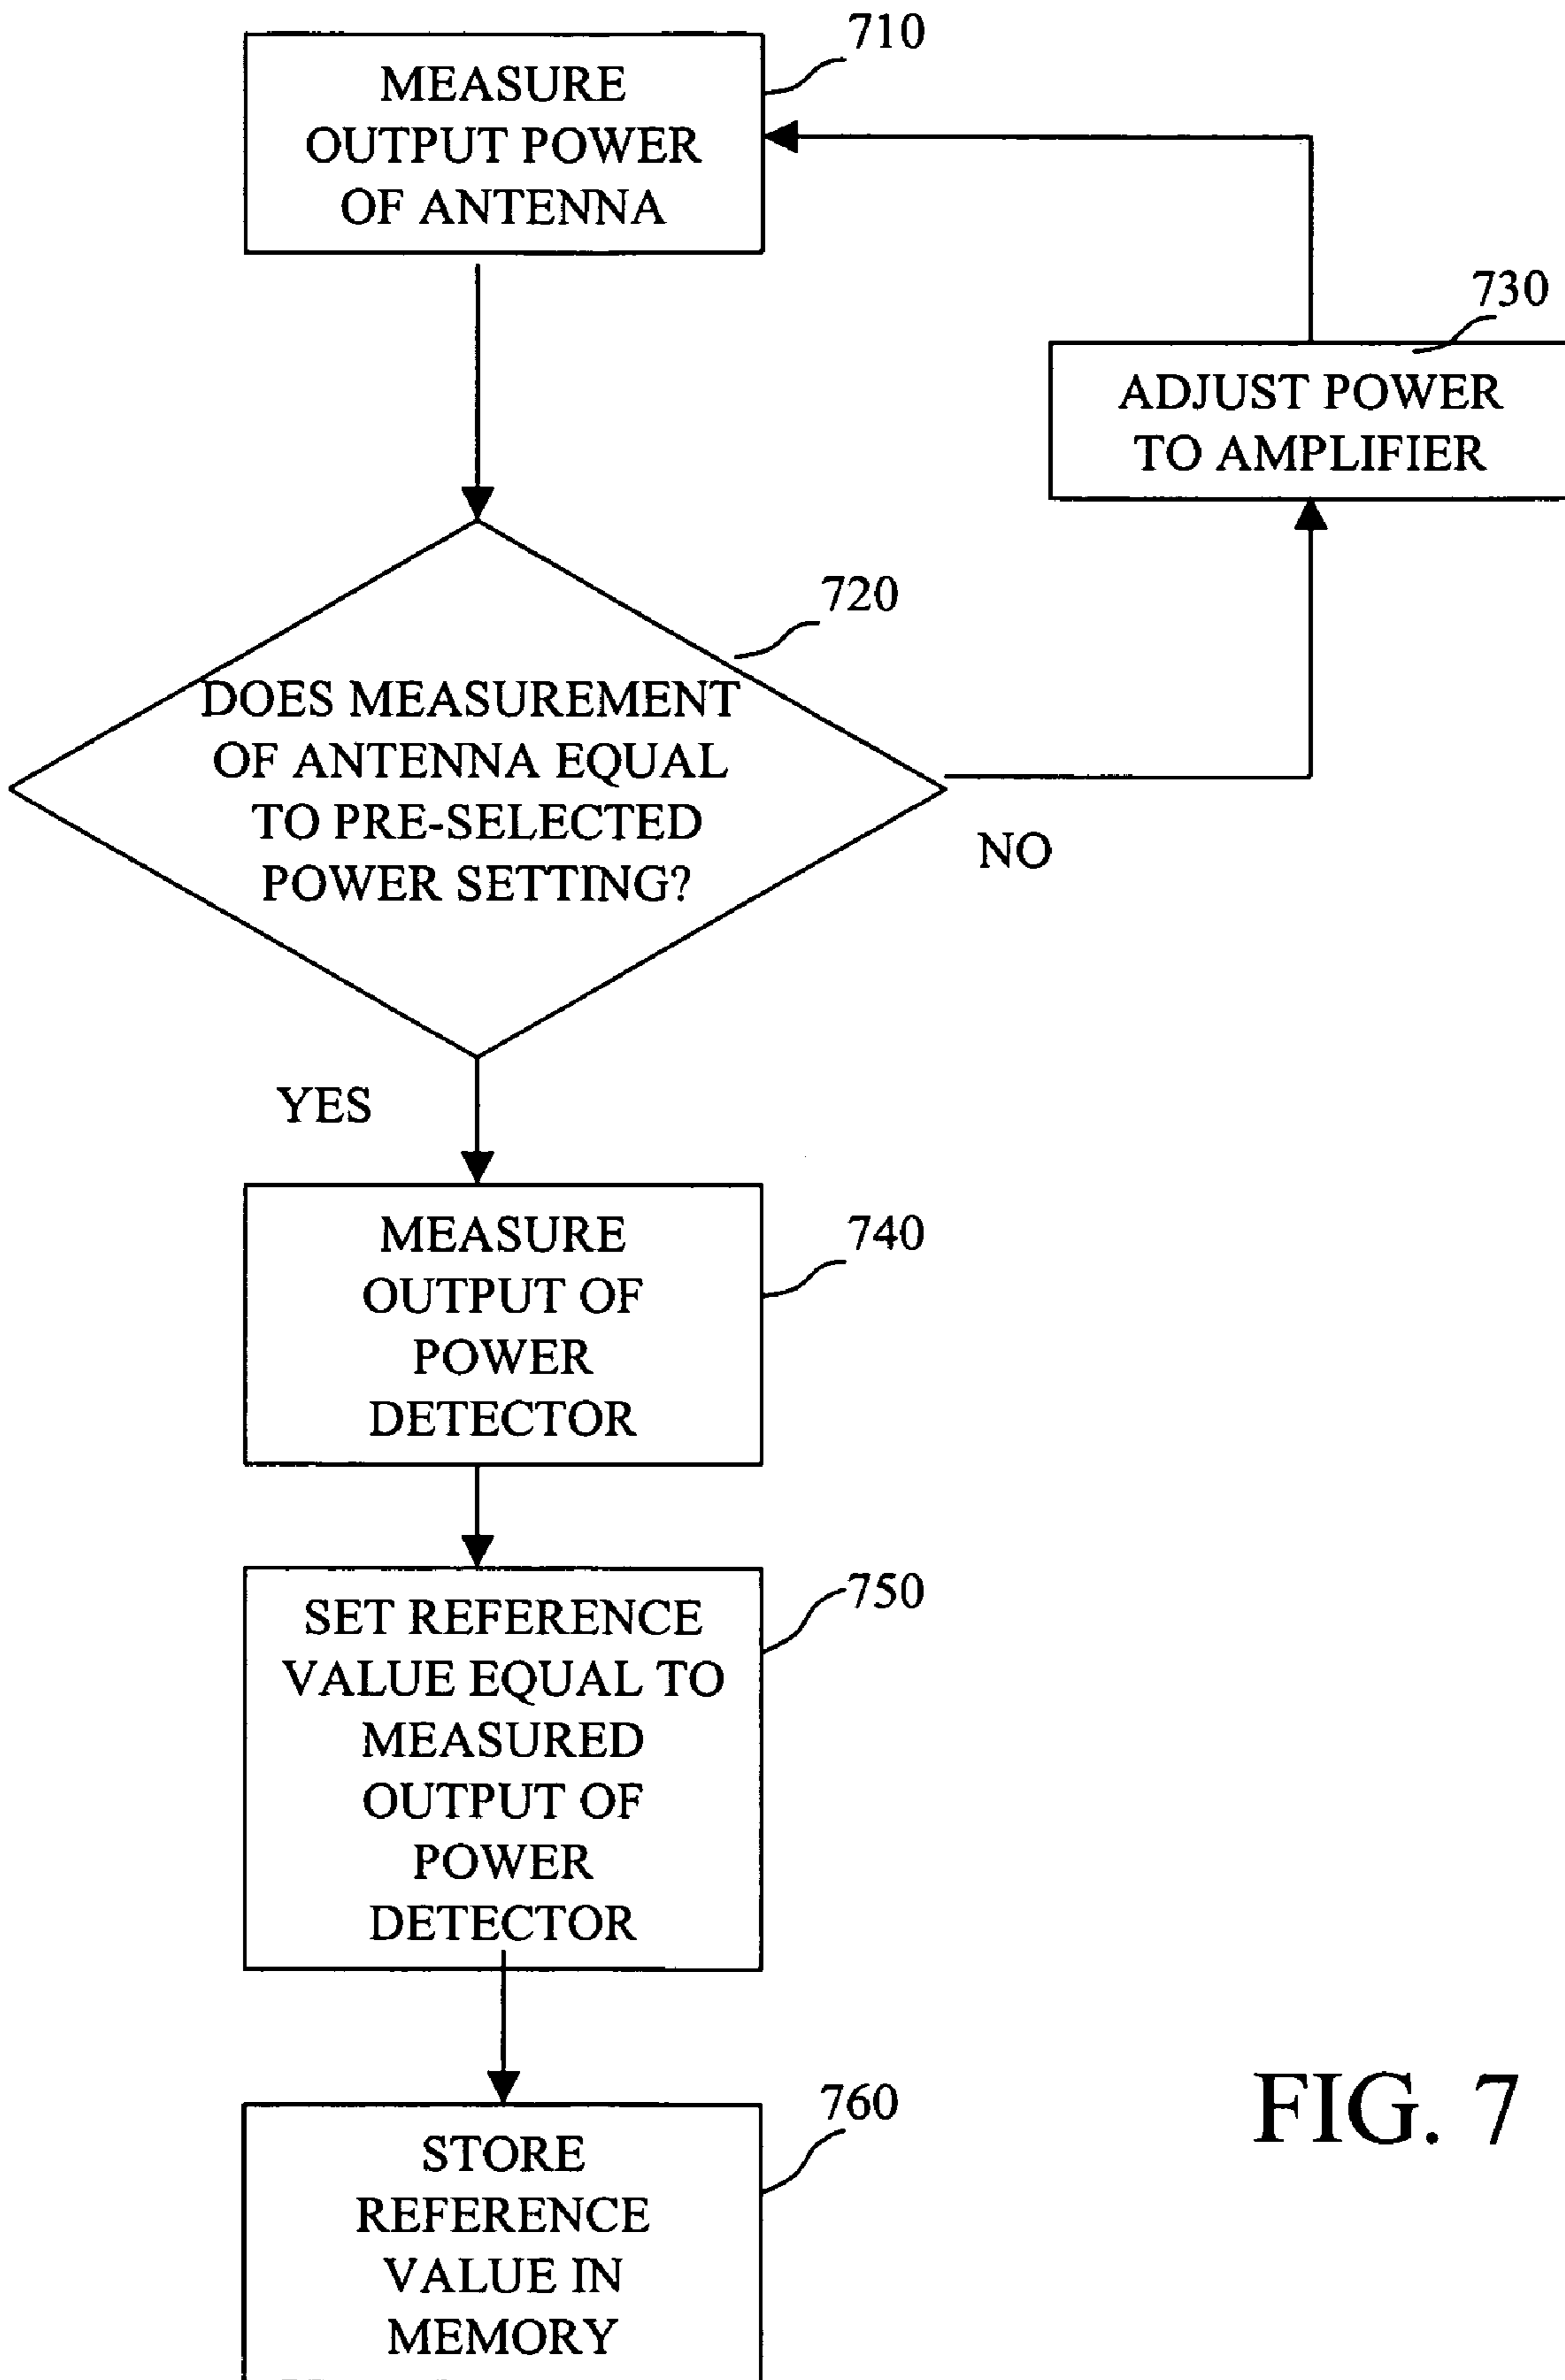 710
MEASURE
OUTPUT POWER
OF ANTENNA
730
ADJUST POWER
TO AMPLIFIER
720
DOES MEASUREMENT
OF ANTENNA EQUAL
TO PRE-SELECTED
POWER SETTING?
NO
YES
740
MEASURE
OUTPUT OF
POWER
DETECTOR
750
SET REFERENCE
VALUE EQUAL TO
MEASURED
OUTPUT OF
POWER
DETECTOR
760
STORE
REFERENCE
VALUE IN
MEMORY
FIG. 7